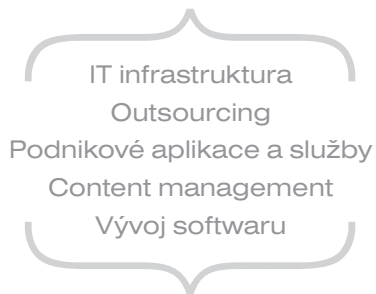 IT infrastruktura
Outsourcing
Podnikové aplikace a služby
Content management
Vývoj softwaru